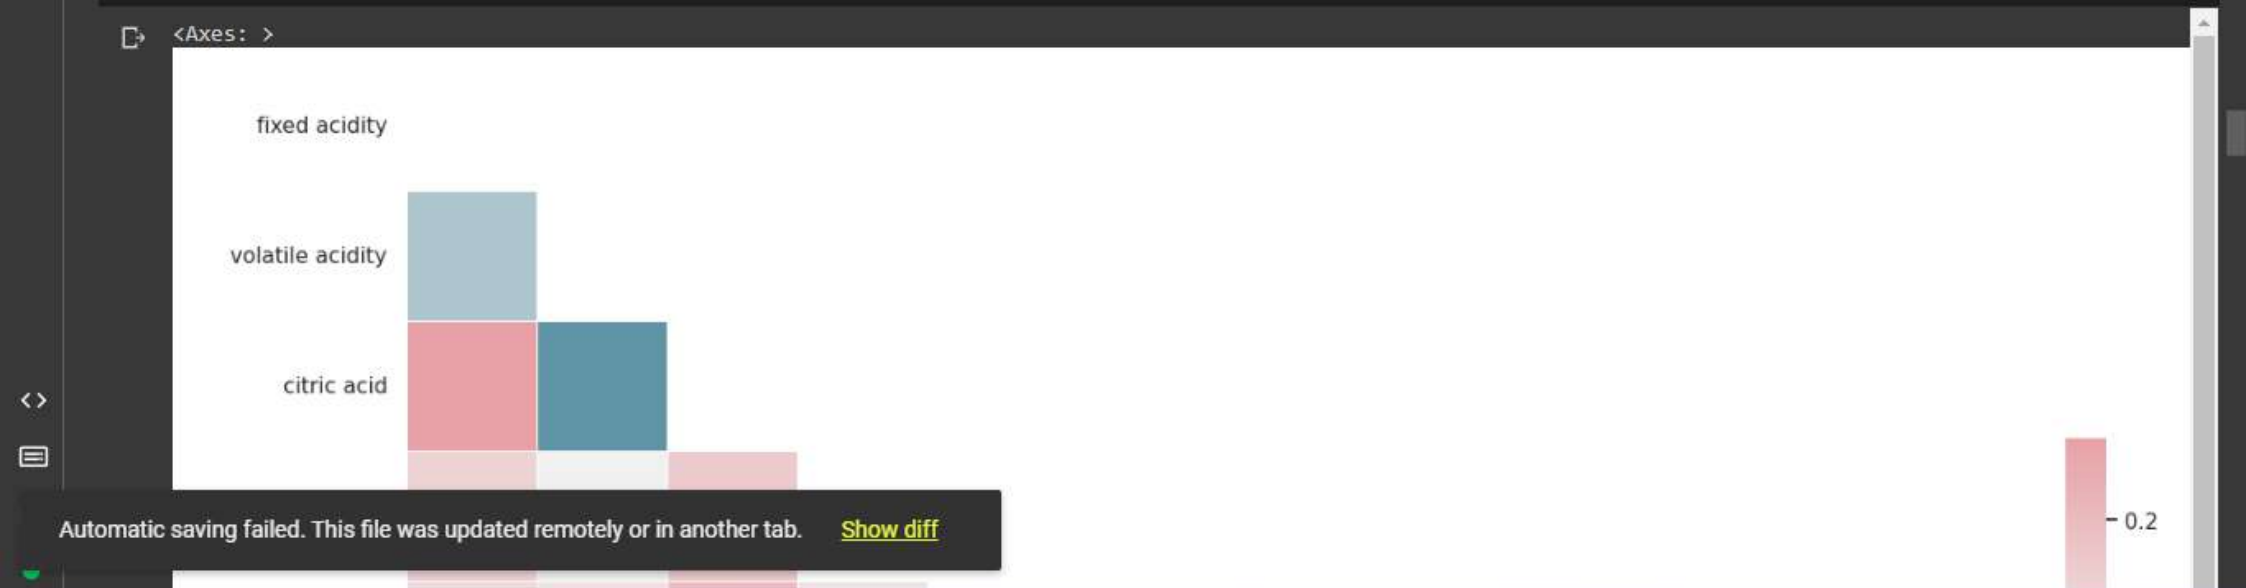 <Axes: >
fixed acidity
volatile acidity
citric acid
0.2
Automatic saving failed. This file was updated remotely or in another tab. Show diff